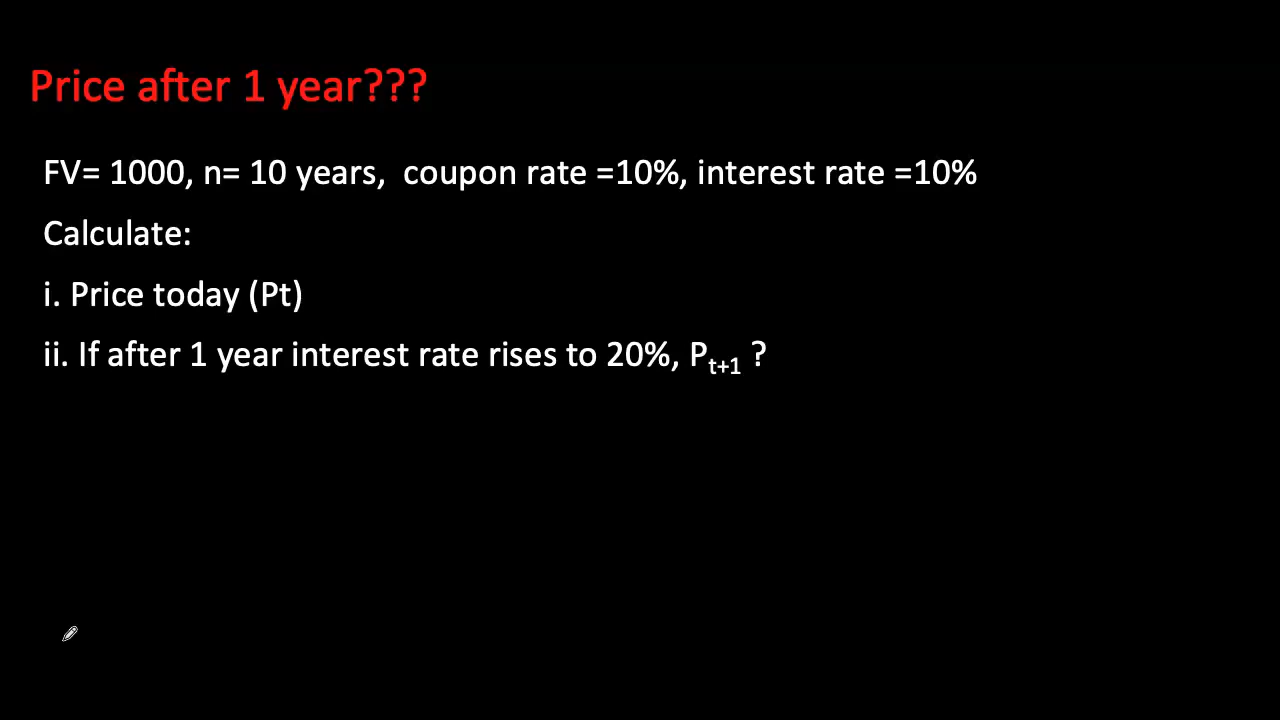 Price after 1 year???
FV= 1000, n= 10 years,  coupon rate =10%, interest rate =10%
Calculate:
i. Price today (Pt)
ii. If after 1 year interest rate rises to 20%, Pt+1 ?